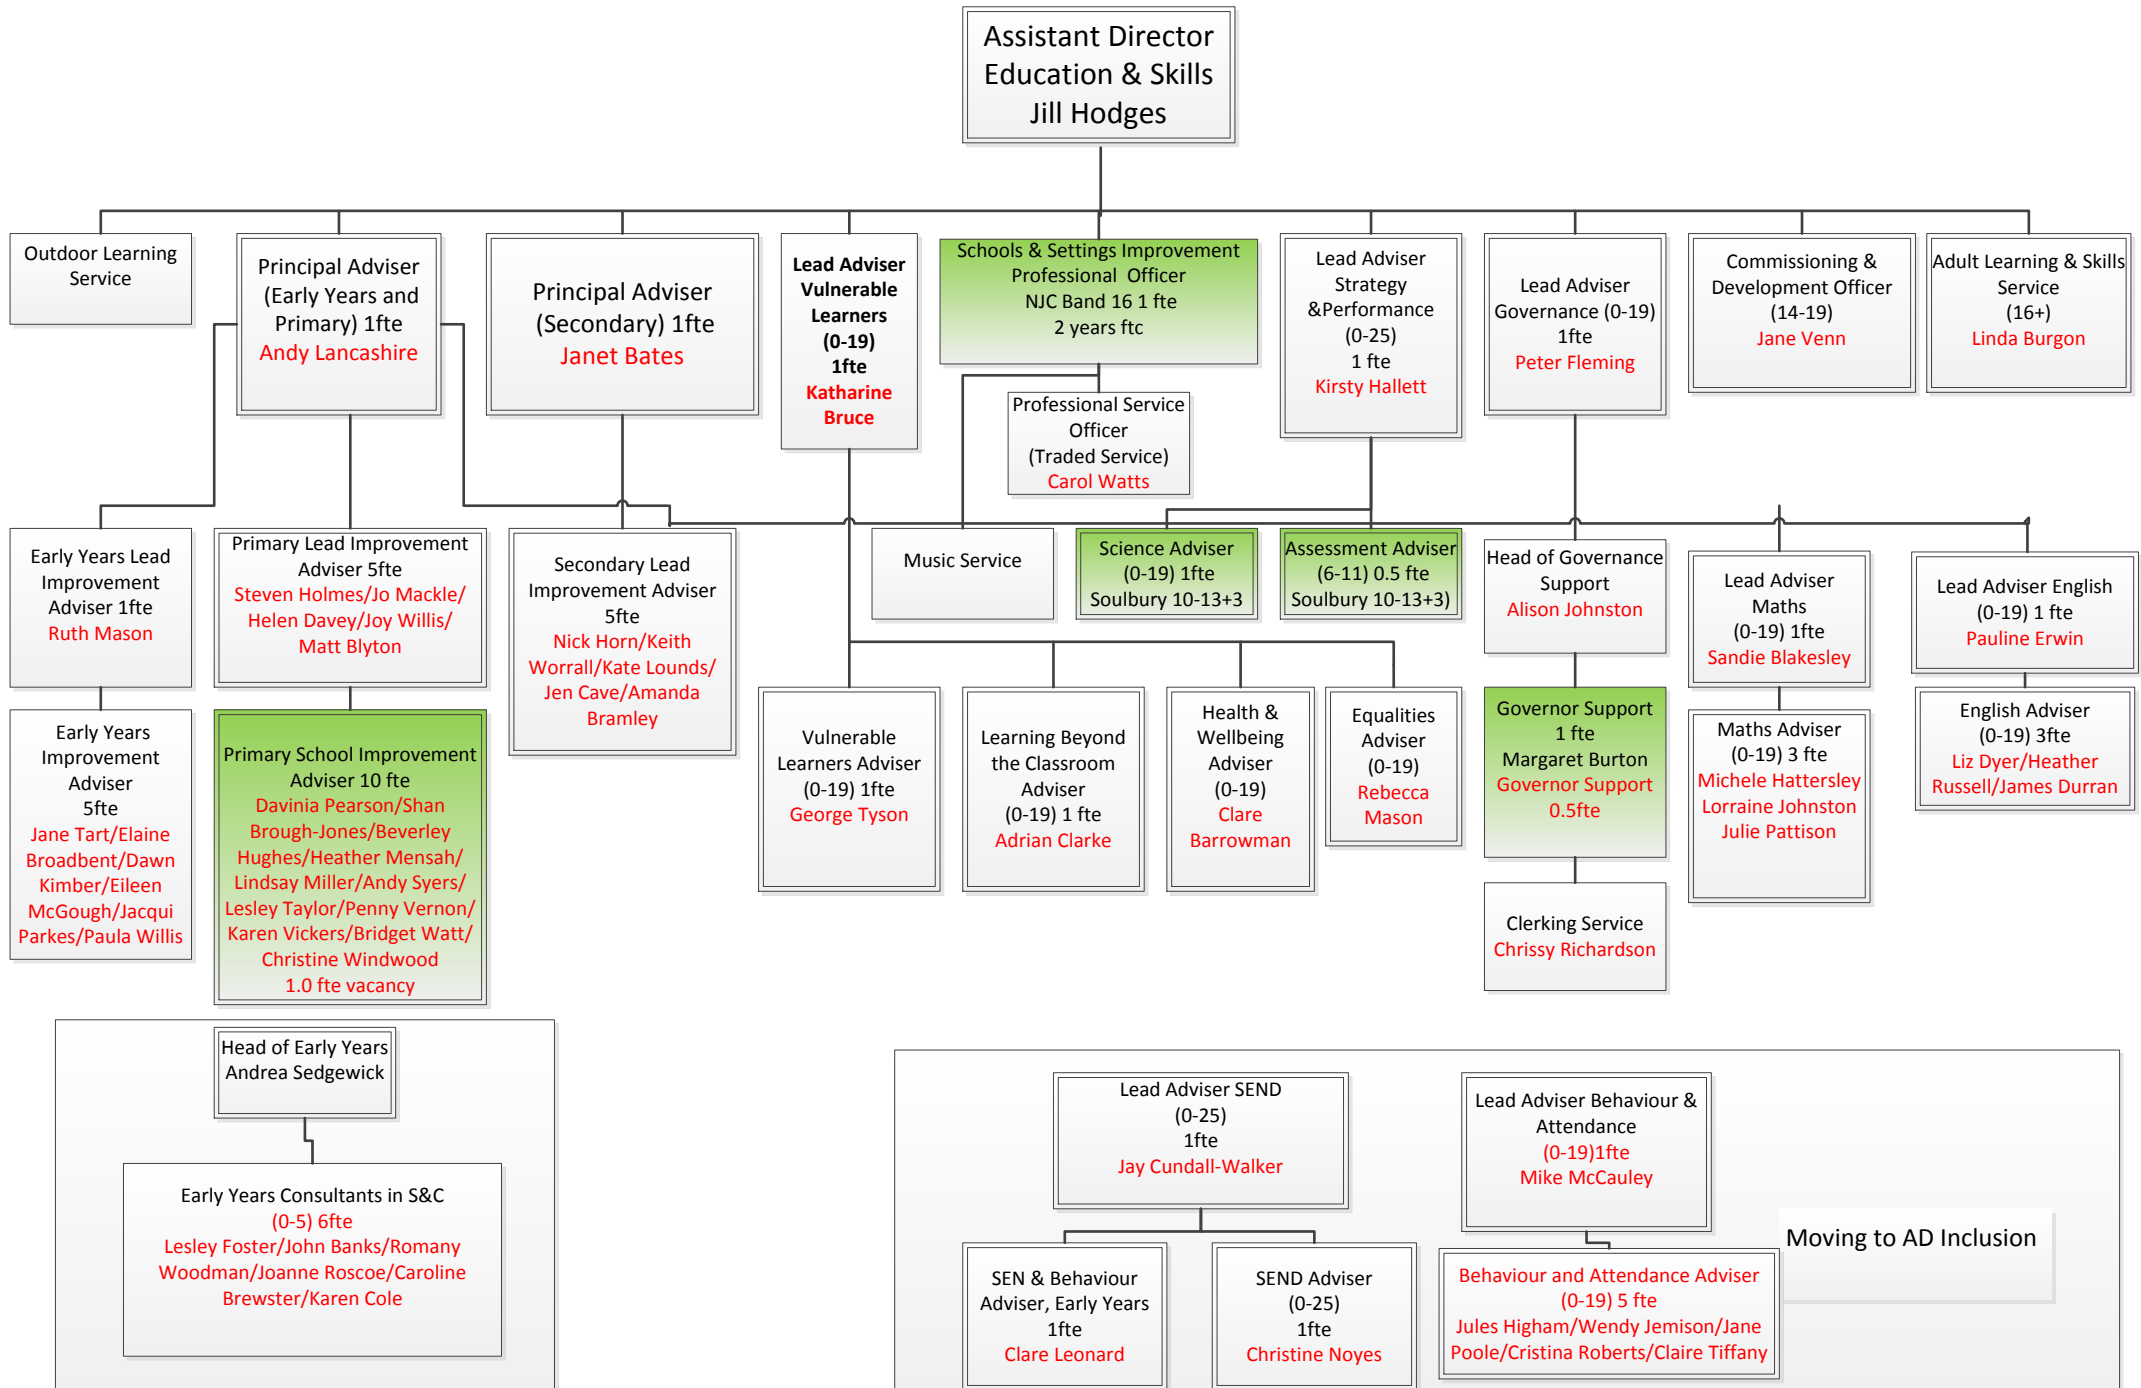 Assistant Director
Education & Skills
Jill Hodges
Outdoor Learning
Service
Principal Adviser
(Early Years and
Primary) 1fte
Andy Lancashire
Principal Adviser
(Secondary) 1fte
Janet Bates
Lead Adviser
Vulnerable
Learners
(0-19)
1fte
Katharine
Bruce
Schools & Settings Improvement
Professional  Officer
NJC Band 16 1 fte
2 years ftc
Lead Adviser
Strategy
&Performance
(0-25)
1 fte
Kirsty Hallett
Lead Adviser
Governance (0-19)
1fte
Peter Fleming
Commissioning &
Development Officer
(14-19)
Jane Venn
Adult Learning & Skills
Service
(16+)
Linda Burgon
Professional Service
Officer
(Traded Service)
Carol Watts
Early Years Lead
Improvement
Adviser 1fte
Ruth Mason
Primary Lead Improvement
Adviser 5fte
Steven Holmes/Jo Mackle/
Helen Davey/Joy Willis/
Matt Blyton
Secondary Lead
Improvement Adviser
5fte
Nick Horn/Keith
Worrall/Kate Lounds/
Jen Cave/Amanda
Bramley
Music Service
Science Adviser
(0-19) 1fte
Soulbury 10-13+3
Assessment Adviser
(6-11) 0.5 fte
Soulbury 10-13+3)
Head of Governance
Support
Alison Johnston
Lead Adviser
Maths
(0-19) 1fte
Sandie Blakesley
Lead Adviser English
(0-19) 1 fte
Pauline Erwin
Early Years
Improvement
Adviser
5fte
Jane Tart/Elaine
Broadbent/Dawn
Kimber/Eileen
McGough/Jacqui
Parkes/Paula Willis
Primary School Improvement
Adviser 10 fte
Davinia Pearson/Shan
Brough-Jones/Beverley
Hughes/Heather Mensah/
Lindsay Miller/Andy Syers/
Lesley Taylor/Penny Vernon/
Karen Vickers/Bridget Watt/
Christine Windwood
1.0 fte vacancy
Vulnerable
Learners Adviser
(0-19) 1fte
George Tyson
Learning Beyond
the Classroom
Adviser
(0-19) 1 fte
Adrian Clarke
Health &
Wellbeing
Adviser
(0-19)
Clare
Barrowman
Equalities
Adviser
(0-19)
Rebecca
Mason
Governor Support
1 fte
Margaret Burton
Governor Support
0.5fte
Maths Adviser
(0-19) 3 fte
Michele Hattersley
Lorraine Johnston
Julie Pattison
English Adviser
(0-19) 3fte
Liz Dyer/Heather
Russell/James Durran
Clerking Service
Chrissy Richardson
Head of Early Years
Andrea Sedgewick
Early Years Consultants in S&C
(0-5) 6fte
Lesley Foster/John Banks/Romany
Woodman/Joanne Roscoe/Caroline
Brewster/Karen Cole
Lead Adviser SEND
(0-25)
1fte
Jay Cundall-Walker
Lead Adviser Behaviour &
Attendance
(0-19)1fte
Mike McCauley
Moving to AD Inclusion
SEN & Behaviour
Adviser, Early Years
1fte
Clare Leonard
SEND Adviser
(0-25)
1fte
Christine Noyes
Behaviour and Attendance Adviser
(0-19) 5 fte
Jules Higham/Wendy Jemison/Jane
Poole/Cristina Roberts/Claire Tiffany